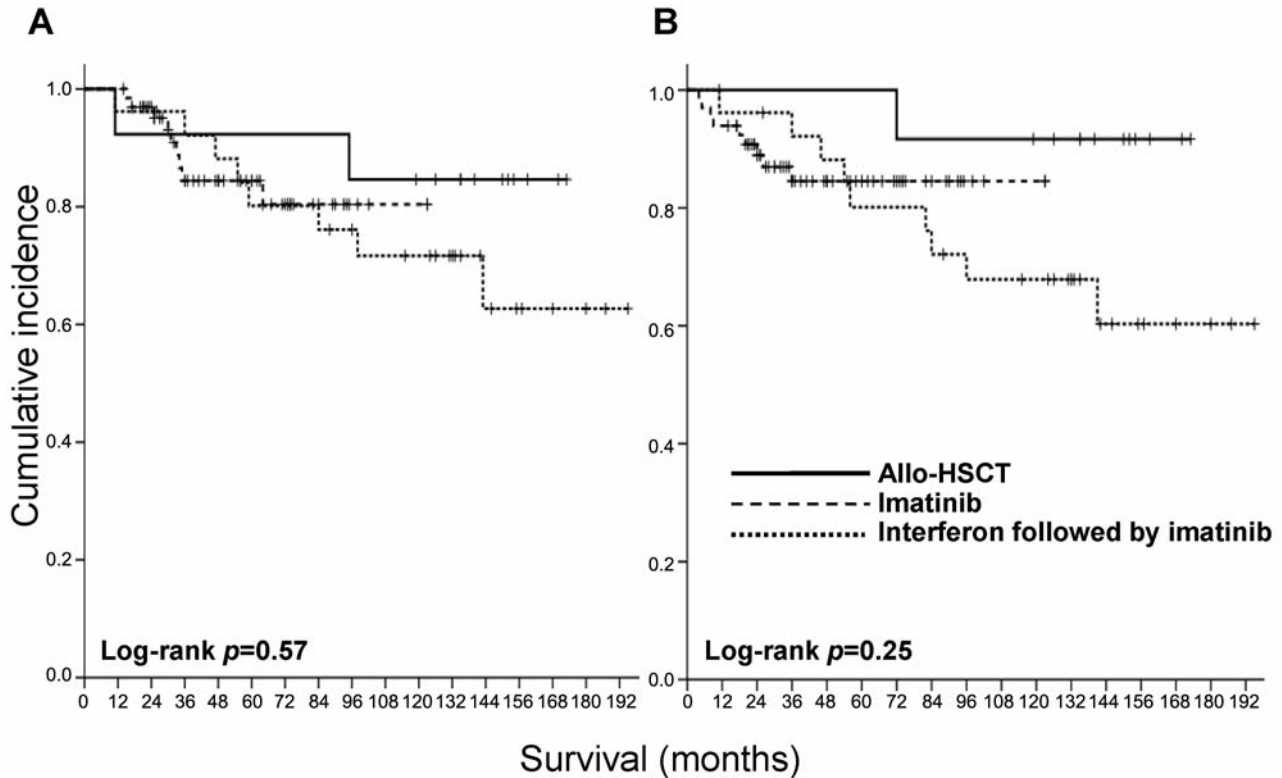 A
B
Cumulative incidence
1.0
0.8
0.6
0.4
0.2
0.0
Log-rank p=0.57
0 12 24 36 48 60 72 84 96 108 120 132 144 156 168 180 192
1.0
0.8
0.6
0.4
0.2
0.0
Allo-HSCT
Imatinib
Interferon followed by imatinib
Log-rank p=0.25
0 12 24 36 48 60 72 84 96 108 120 132 144 156 168 180 192
Survival (months)